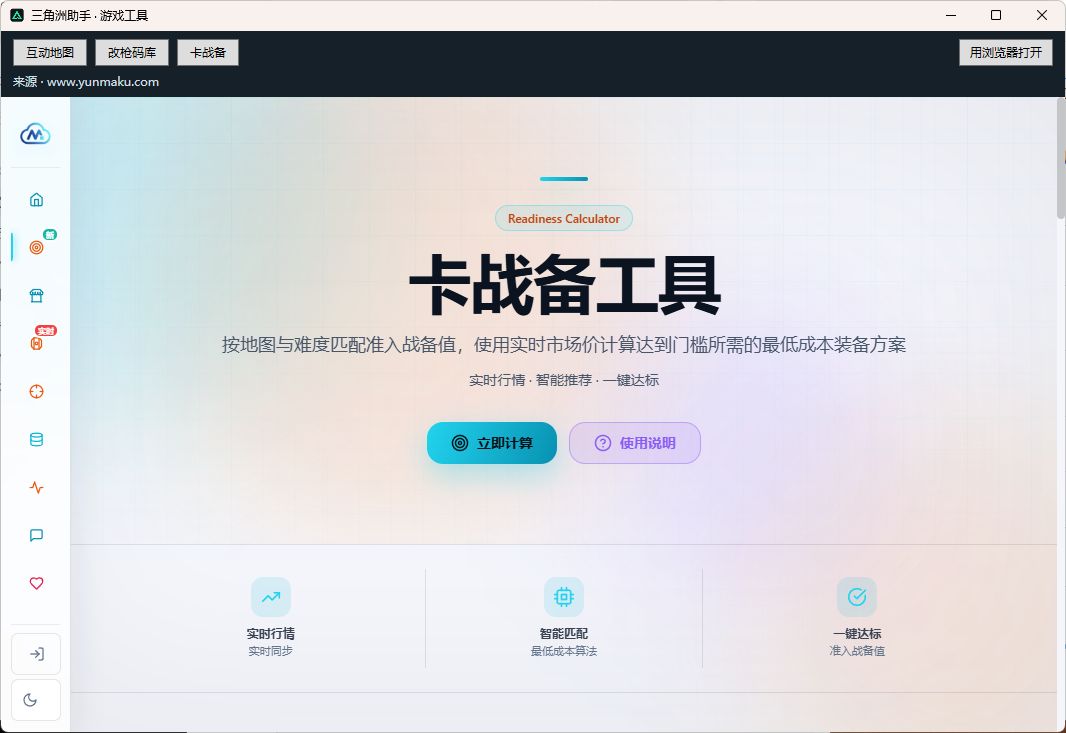 三角洲助手 · 游戏工具
互动地图 改枪码库 卡战备 用浏览器打开
来源 · www.yunmaku.com
Readiness Calculator
新
卡战备工具
实时
按地图与难度匹配准入战备值，使用实时市场价计算达到门槛所需的最低成本装备方案
实时行情 · 智能推荐 · 一键达标
立即计算 使用说明
实时行情 智能匹配 一键达标
实时同步 最低成本算法 准入战备值